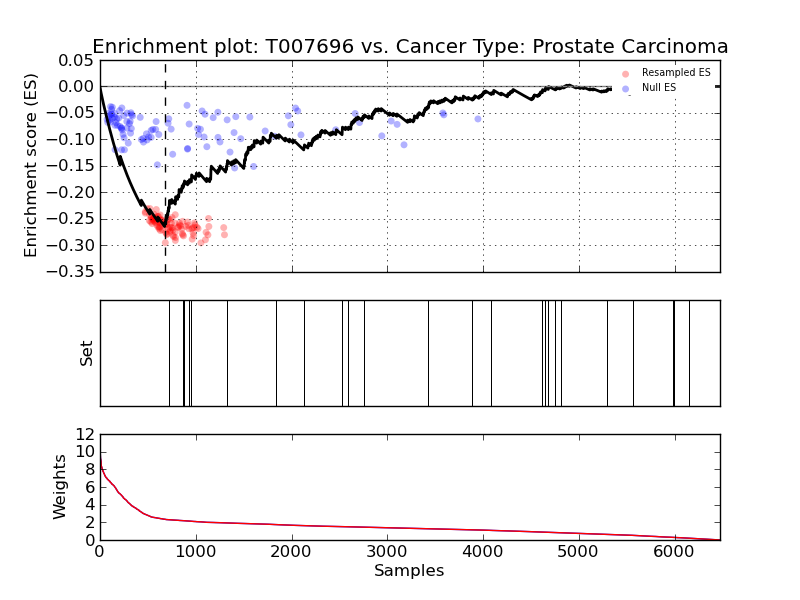 Enrichment plot: T007696 vs. Cancer Type: Prostate Carcinoma
Enrichment score (ES)
0.05
0.00
−0.05
−0.10
−0.15
−0.20
−0.25
−0.30
−0.35
Resampled ES
Null ES
Set
Weights
12
10
8
6
4
2
0
0 1000 2000 3000 4000 5000 6000
Samples